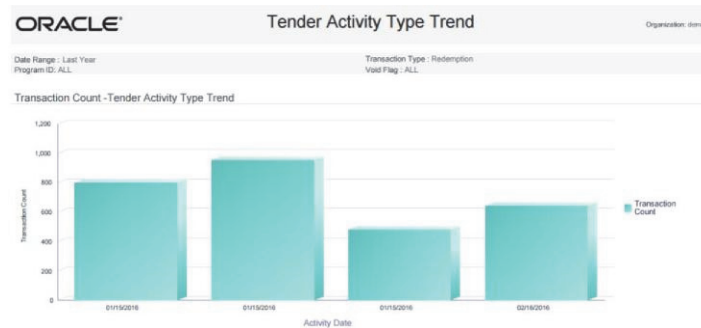 ORACLE®
Tender Activity Type Trend
Organization: dem
Date Range : Last Year
Transaction Type : Redemption
Program ID: ALL
Void Flag : ALL
Transaction Count -Tender Activity Type Trend
1,200
1,000
800
600
400
200
0
Transaction Count
01/15/2016
01/15/2016
01/15/2016
02/16/2016
Activity Date
Transaction
Count